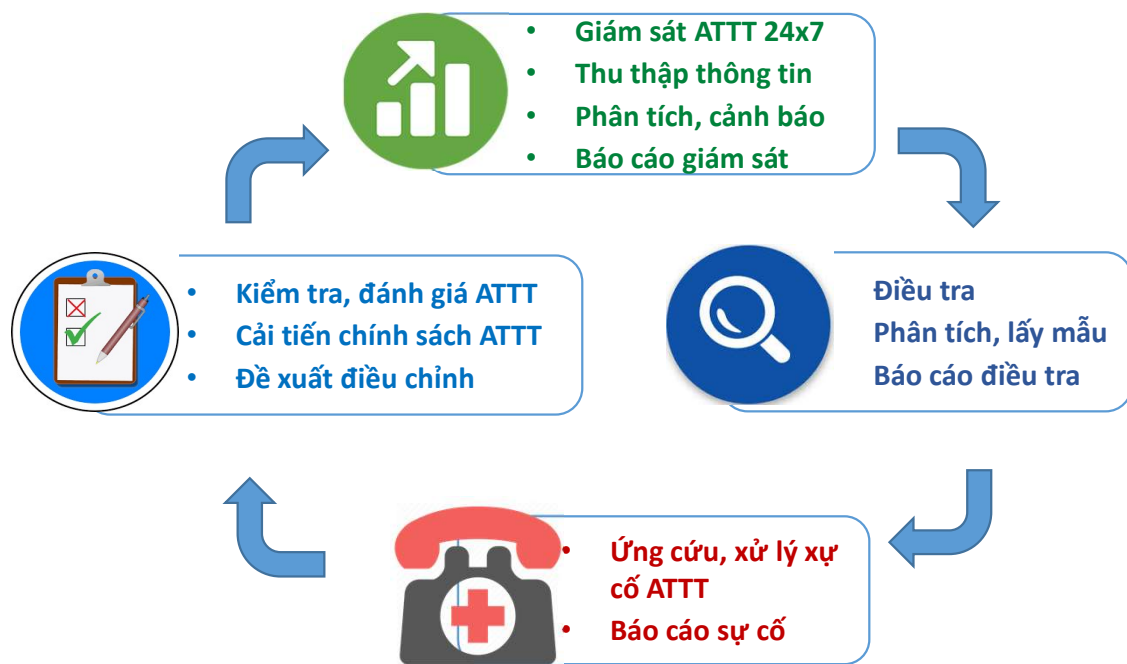 • Giám sát ATTT 24x7
• Thu thập thông tin
• Phân tích, cảnh báo
• Báo cáo giám sát
• Kiểm tra, đánh giá ATTT
• Cải tiến chính sách ATTT
• Đề xuất điều chỉnh
Điều tra
Phân tích, lấy mẫu
Báo cáo điều tra
• Ứng cứu, xử lý xự
cố ATTT
• Báo cáo sự cố